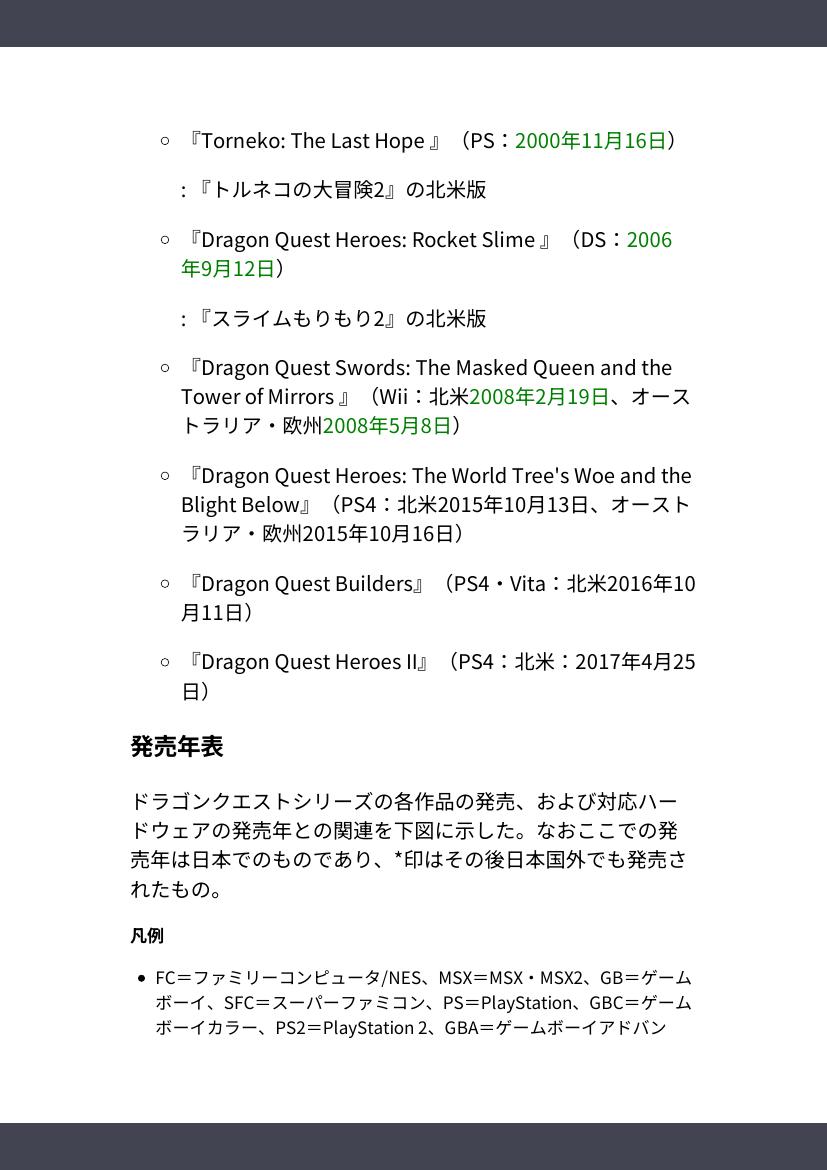 『Torneko: The Last Hope 』（PS：2000年11月16日）
: 『トルネコの大冒険2』の北米版
『Dragon Quest Heroes: Rocket Slime 』（DS：2006
年9月12日）
: 『スライムもりもり2』の北米版
『Dragon Quest Swords: The Masked Queen and the
Tower of Mirrors 』（Wii：北米2008年2月19日、オース
トラリア・欧州2008年5月8日）
『Dragon Quest Heroes: The World Tree's Woe and the
Blight Below』（PS4：北米2015年10月13日、オースト
ラリア・欧州2015年10月16日）
『Dragon Quest Builders』（PS4・Vita：北米2016年10
月11日）
『Dragon Quest Heroes II』（PS4：北米：2017年4月25
日）
発売年表
ドラゴンクエストシリーズの各作品の発売、および対応ハー
ドウェアの発売年との関連を下図に示した。なおここでの発
売年は日本でのものであり、*印はその後日本国外でも発売さ
れたもの。
凡例
FC＝ファミリーコンピュータ/NES、MSX＝MSX・MSX2、GB＝ゲーム
ボーイ、SFC＝スーパーファミコン、PS＝PlayStation、GBC＝ゲーム
ボーイカラー、PS2＝PlayStation 2、GBA＝ゲームボーイアドバン